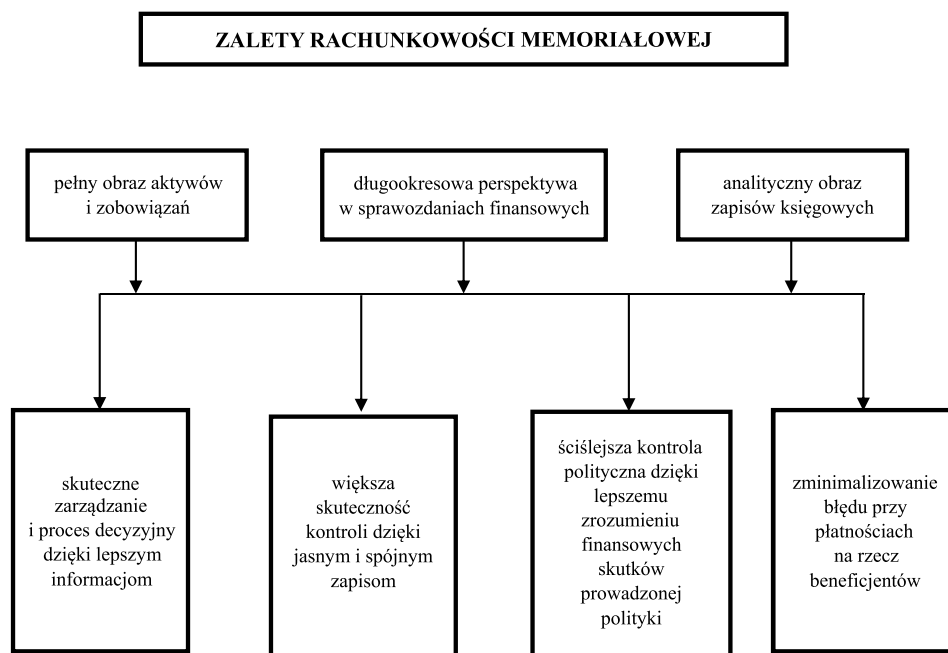 ZALETY RACHUNKOWOŚCI MEMORIAŁOWEJ
pełny obraz aktywów
i zobowiązań
długookresowa perspektywa
w sprawozdaniach finansowych
analityczny obraz
zapisów księgowych
skuteczne
zarządzanie
i proces decyzyjny
dzięki lepszym
informacjom
większa
skuteczność
kontroli dzięki
jasnym i spójnym
zapisom
ściślejsza kontrola
polityczna dzięki
lepszemu
zrozumieniu
finansowych
skutków
prowadzonej
polityki
zminimalizowanie
błędu przy
płatnościach
na rzecz
beneficjentów